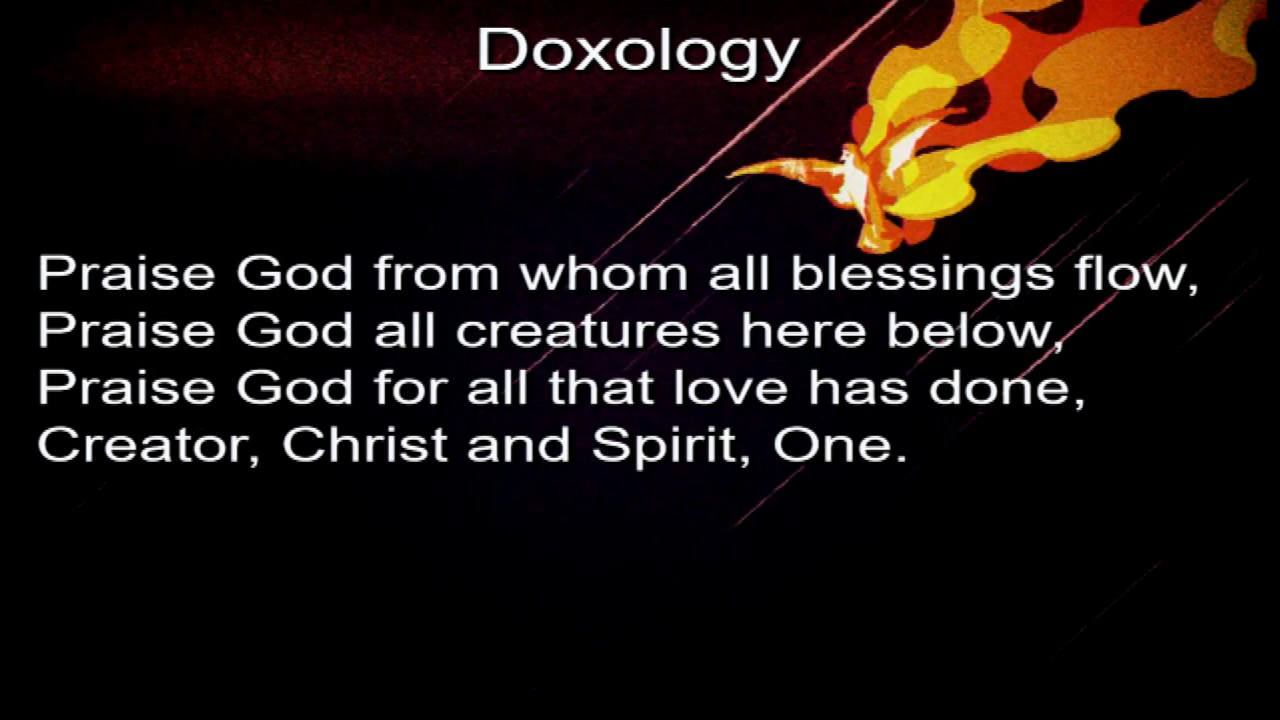 Doxology
Praise God from whom all blessings flow,
Praise God all creatures here below,
Praise God for all that love has done,
Creator, Christ and Spirit, One.